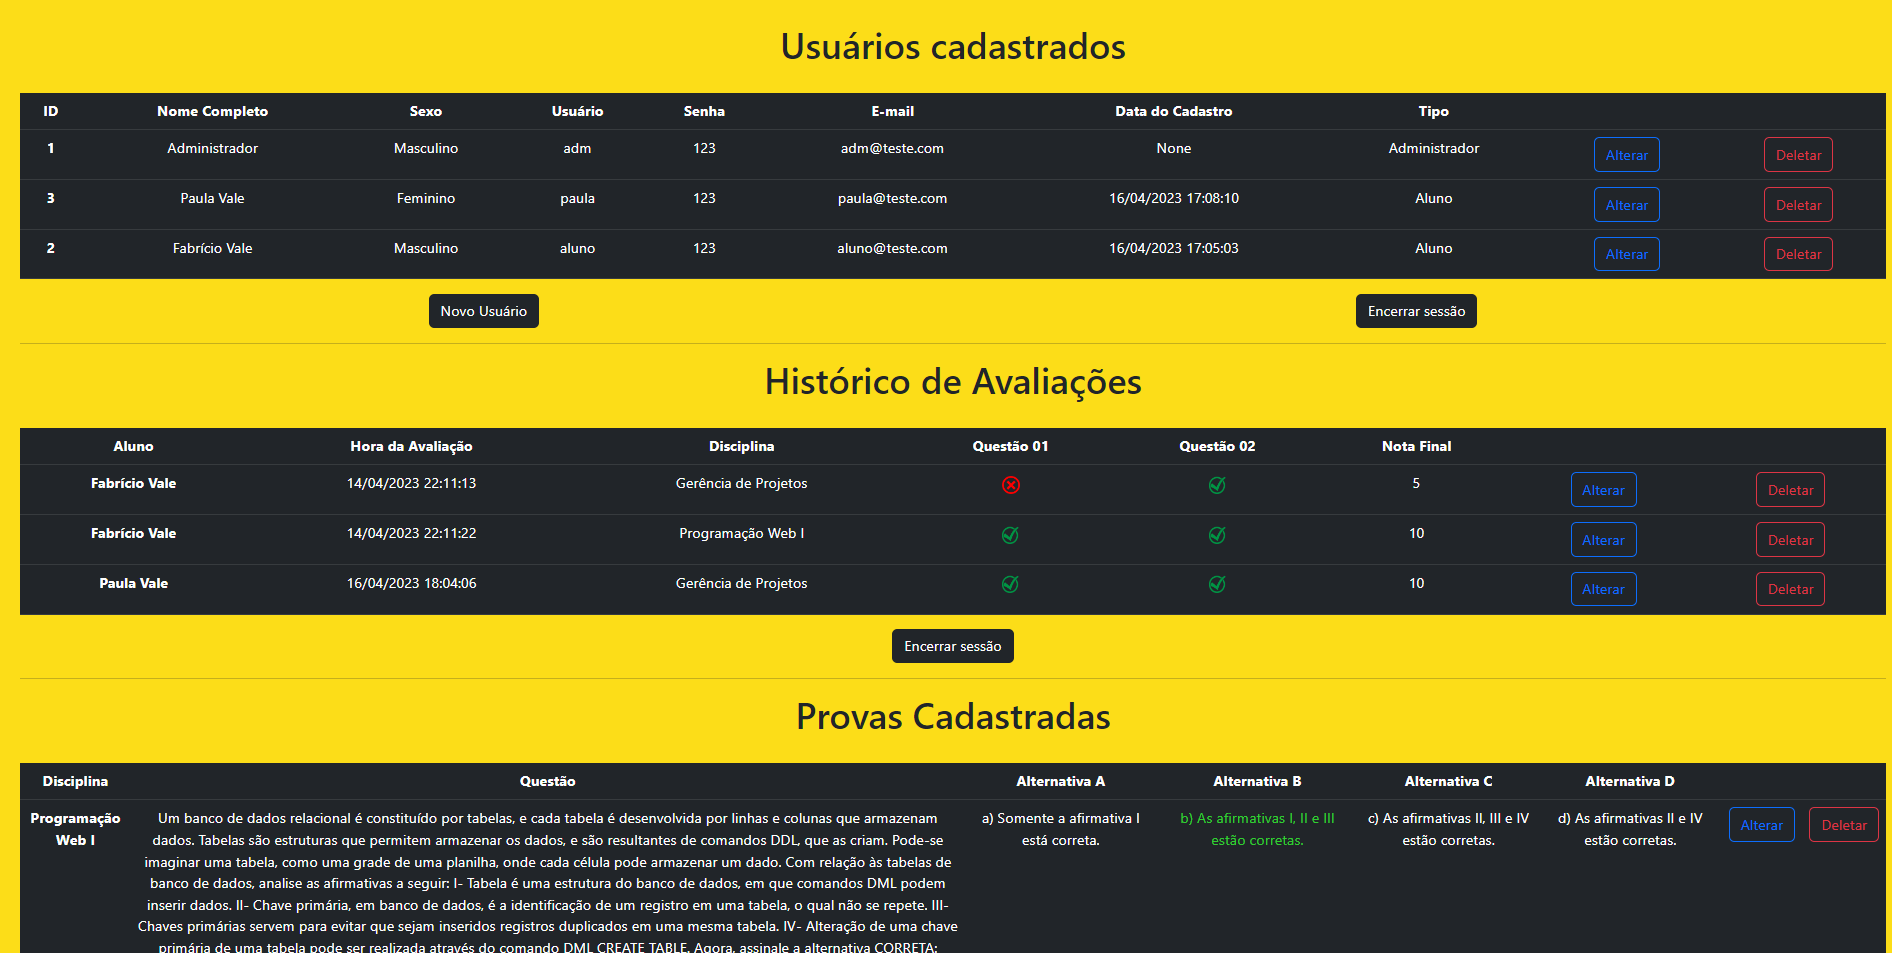 Usuários cadastrados
ID Nome Completo Sexo Usuário Senha E-mail Data do Cadastro Tipo
1 Administrador Masculino adm 123 adm@teste.com None Administrador Alterar Deletar
3 Paula Vale Feminino paula 123 paula@teste.com 16/04/2023 17:08:10 Aluno Alterar Deletar
2 Fabrício Vale Masculino aluno 123 aluno@teste.com 16/04/2023 17:05:03 Aluno Alterar Deletar
Novo Usuário Encerrar sessão
Histórico de Avaliações
Aluno Hora da Avaliação Disciplina Questão 01 Questão 02 Nota Final
Fabrício Vale 14/04/2023 22:11:13 Gerência de Projetos 5 Alterar Deletar
Fabrício Vale 14/04/2023 22:11:22 Programação Web I 10 Alterar Deletar
Paula Vale 16/04/2023 18:04:06 Gerência de Projetos 10 Alterar Deletar
Encerrar sessão
Provas Cadastradas
Disciplina Questão Alternativa A Alternativa B Alternativa C Alternativa D
Programação
Web I
Um banco de dados relacional é constituído por tabelas, e cada tabela é desenvolvida por linhas e colunas que armazenam
dados. Tabelas são estruturas que permitem armazenar os dados, e são resultantes de comandos DDL, que as criam. Pode-se
imaginar uma tabela, como uma grade de uma planilha, onde cada célula pode armazenar um dado. Com relação às tabelas de
banco de dados, analise as afirmativas a seguir: I- Tabela é uma estrutura do banco de dados, em que comandos DML podem
inserir dados. II- Chave primária, em banco de dados, é a identificação de um registro em uma tabela, o qual não se repete. III-
Chaves primárias servem para evitar que sejam inseridos registros duplicados em uma mesma tabela. IV- Alteração de uma chave
primária de uma tabela pode ser realizada através do comando DML CREATE TABLE. Agora, assinale a alternativa CORRETA:
a) Somente a afirmativa I
está correta.
b) As afirmativas I, II e III
estão corretas.
c) As afirmativas II, III e IV
estão corretas.
d) As afirmativas II e IV
estão corretas.
Alterar Deletar